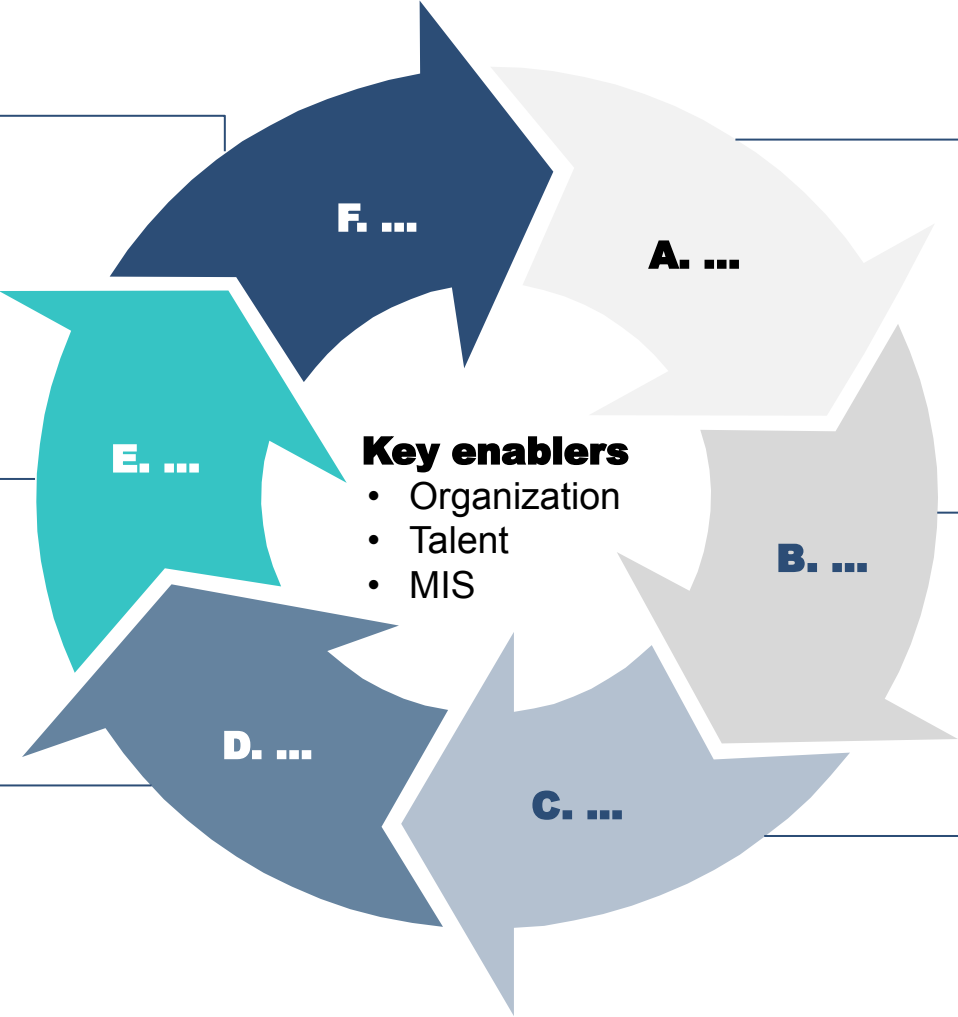 F. ...
A. ...
Key enablers
• Organization
• Talent
• MIS
E. ...
B. ...
D. ...
C. ...